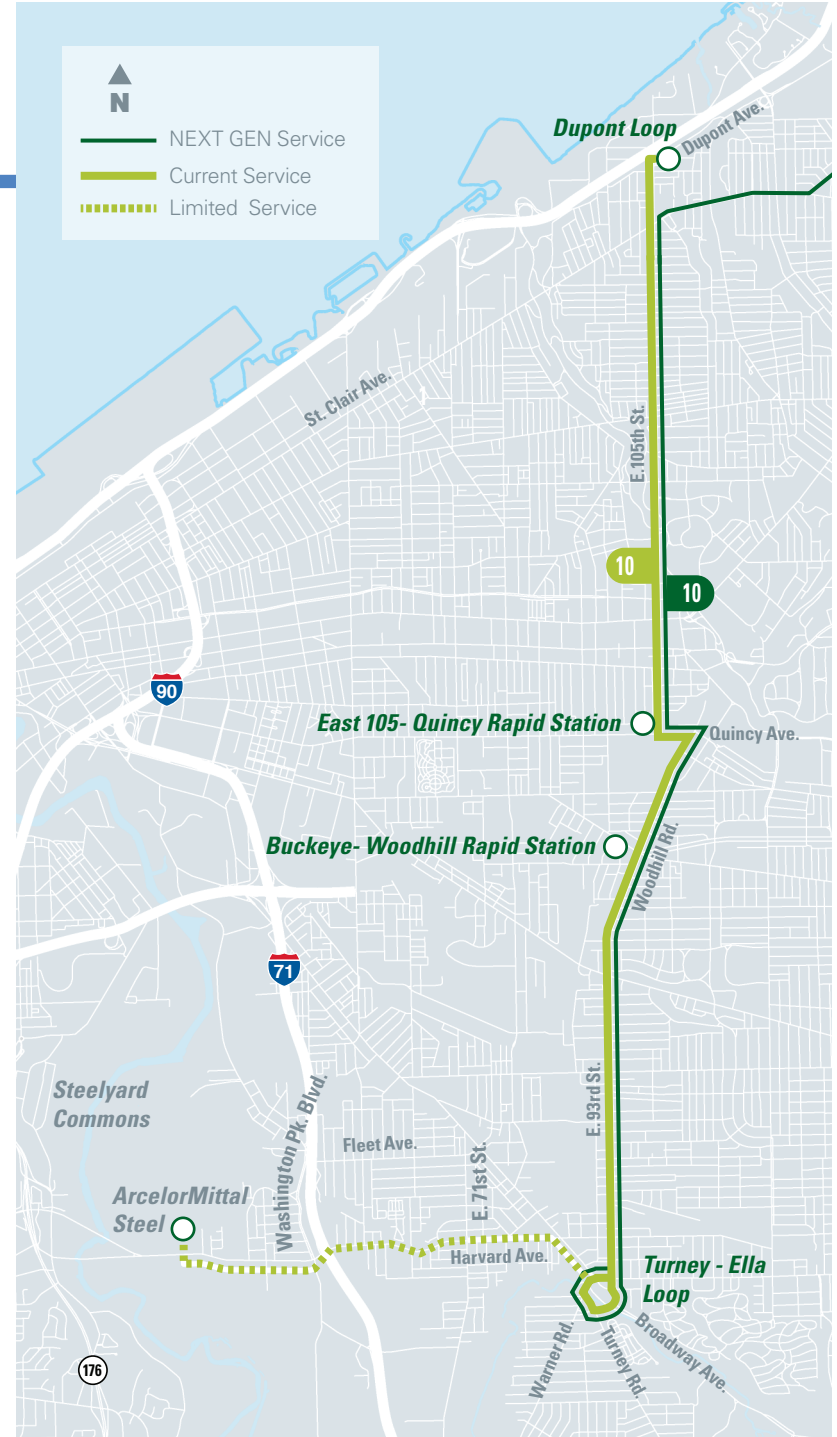 N
NEXT GEN Service
Current Service
Limited Service
Dupont Loop
Dupont Ave.
St. Clair Ave.
1
E.105th St.
10
10
90
East 105- Quincy Rapid Station
Quincy Ave.
Buckeye- Woodhill Rapid Station
Woodhill Rd.
71
Steelyard
Commons
Washington Pk. Blvd.
E. 93rd St.
Fleet Ave.
E. 71st St.
ArcelorMittal
Steel
Harvard Ave.
Turney - Ella
Loop
Warner Rd.
Turney Rd.
Broadway Ave.
176